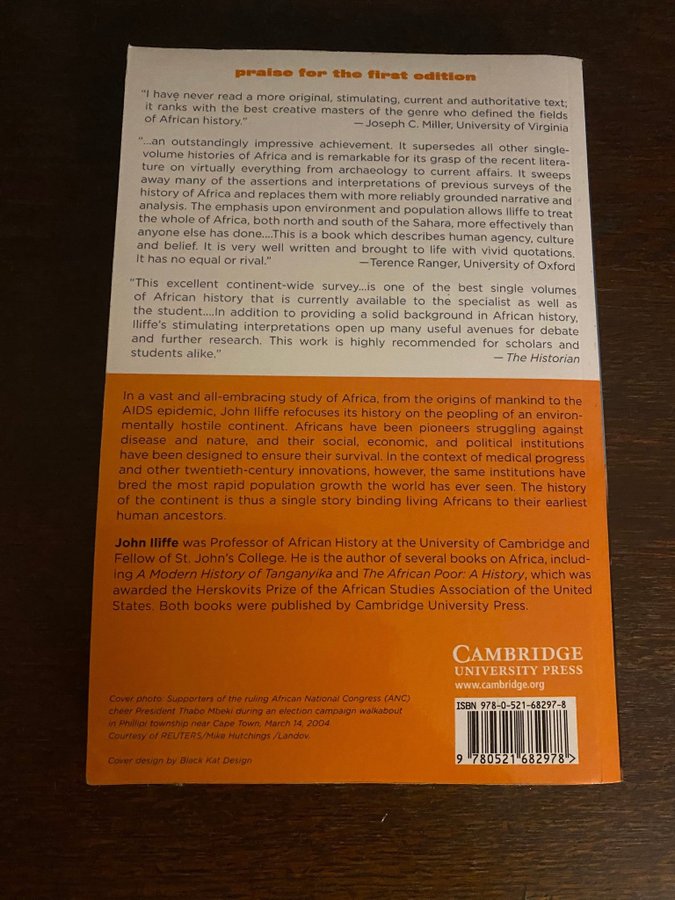 praise for the first edition
"I have never read a more original, stimulating, current and authoritative text;
it ranks with the best creative masters of the genre who defined the fields
of African history." —Joseph C. Miller, University of Virginia
"...an outstandingly impressive achievement. It supersedes all other single-
volume histories of Africa and is remarkable for its grasp of the recent litera-
ture on virtually everything from archaeology to current affairs. It sweeps
away many of the assertions and interpretations of previous surveys of the
history of Africa and replaces them with more reliably grounded narrative and
analysis. The emphasis upon environment and population allows Iliffe to treat
the whole of Africa, both north and south of the Sahara, more effectively than
anyone else has done....This is a book which describes human agency, culture
and belief. It is very well written and brought to life with vivid quotations.
It has no equal or rival." —Terence Ranger, University of Oxford
"This excellent continent-wide survey...is one of the best single volumes
of African history that is currently available to the specialist as well as
the student....In addition to providing a solid background in African history,
Iliffe's stimulating interpretations open up many useful avenues for debate
and further research. This work is highly recommended for scholars and
students alike." — The Historian
In a vast and all-embracing study of Africa, from the origins of mankind to the
AIDS epidemic, John Iliffe refocuses its history on the peopling of an environ-
mentally hostile continent. Africans have been pioneers struggling against
disease and nature, and their social, economic, and political institutions
have been designed to ensure their survival. In the context of medical progress
and other twentieth-century innovations, however, the same institutions have
bred the most rapid population growth the world has ever seen. The history
of the continent is thus a single story binding living Africans to their earliest
human ancestors.
John Iliffe was Professor of African History at the University of Cambridge and
Fellow of St. John's College. He is the author of several books on Africa, includ-
ing A Modern History of Tanganyika and The African Poor: A History, which was
awarded the Herskovits Prize of the African Studies Association of the United
States. Both books were published by Cambridge University Press.
CAMBRIDGE
UNIVERSITY PRESS
www.cambridge.org
Cover photo: Supporters of the ruling African National Congress (ANC)
cheer President Thabo Mbeki during an election campaign walkabout
in Phillipi township near Cape Town, March 14, 2004.
Courtesy of REUTERS/Mike Hutchings /Landov.
Cover design by Black Kat Design
ISBN 978-0-521-68297-8
9 780521 682978 >